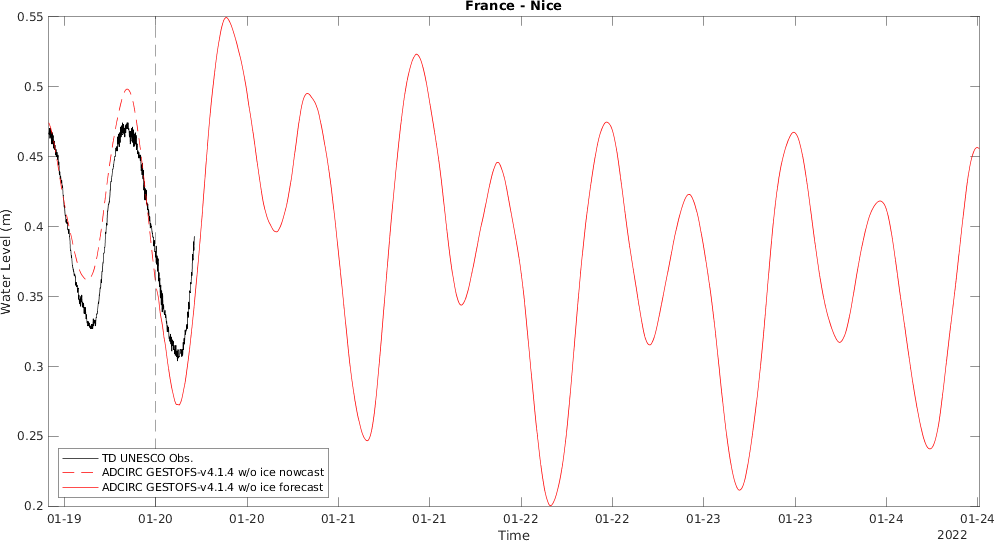 France - Nice
0.55
0.5
0.45
0.4
0.35
0.3
0.25
0.2
Water Level (m)
TD UNESCO Obs.
ADCIRC GESTOFS-v4.1.4 w/o ice nowcast
ADCIRC GESTOFS-v4.1.4 w/o ice forecast
01-19 01-20 01-20 01-21 01-21 01-22 01-22 01-23 01-23 01-24 01-24
Time
2022